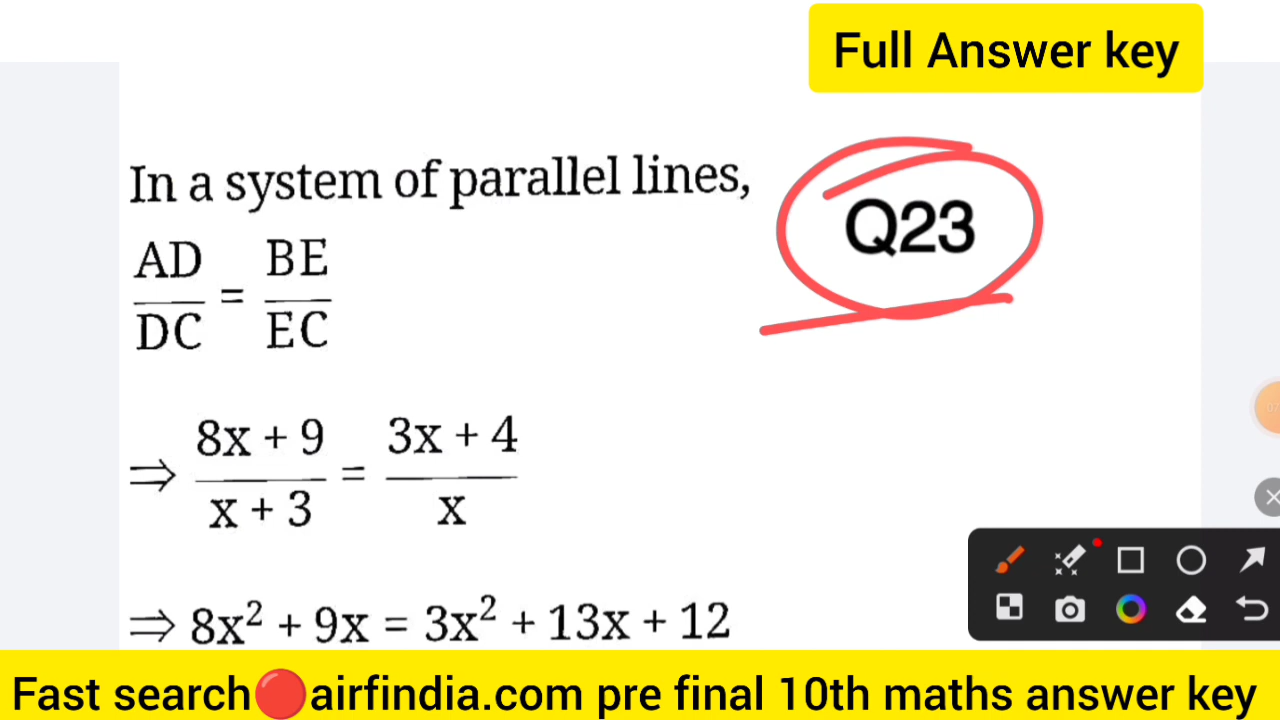 Full Answer key
In a system of parallel lines,
Q23
AD/DC = BE/EC
⇒ 8x + 9/x + 3 = 3x + 4/x
⇒ 8x² + 9x = 3x² + 13x + 12
Fast search🔴airfindia.com pre final 10th maths answer key